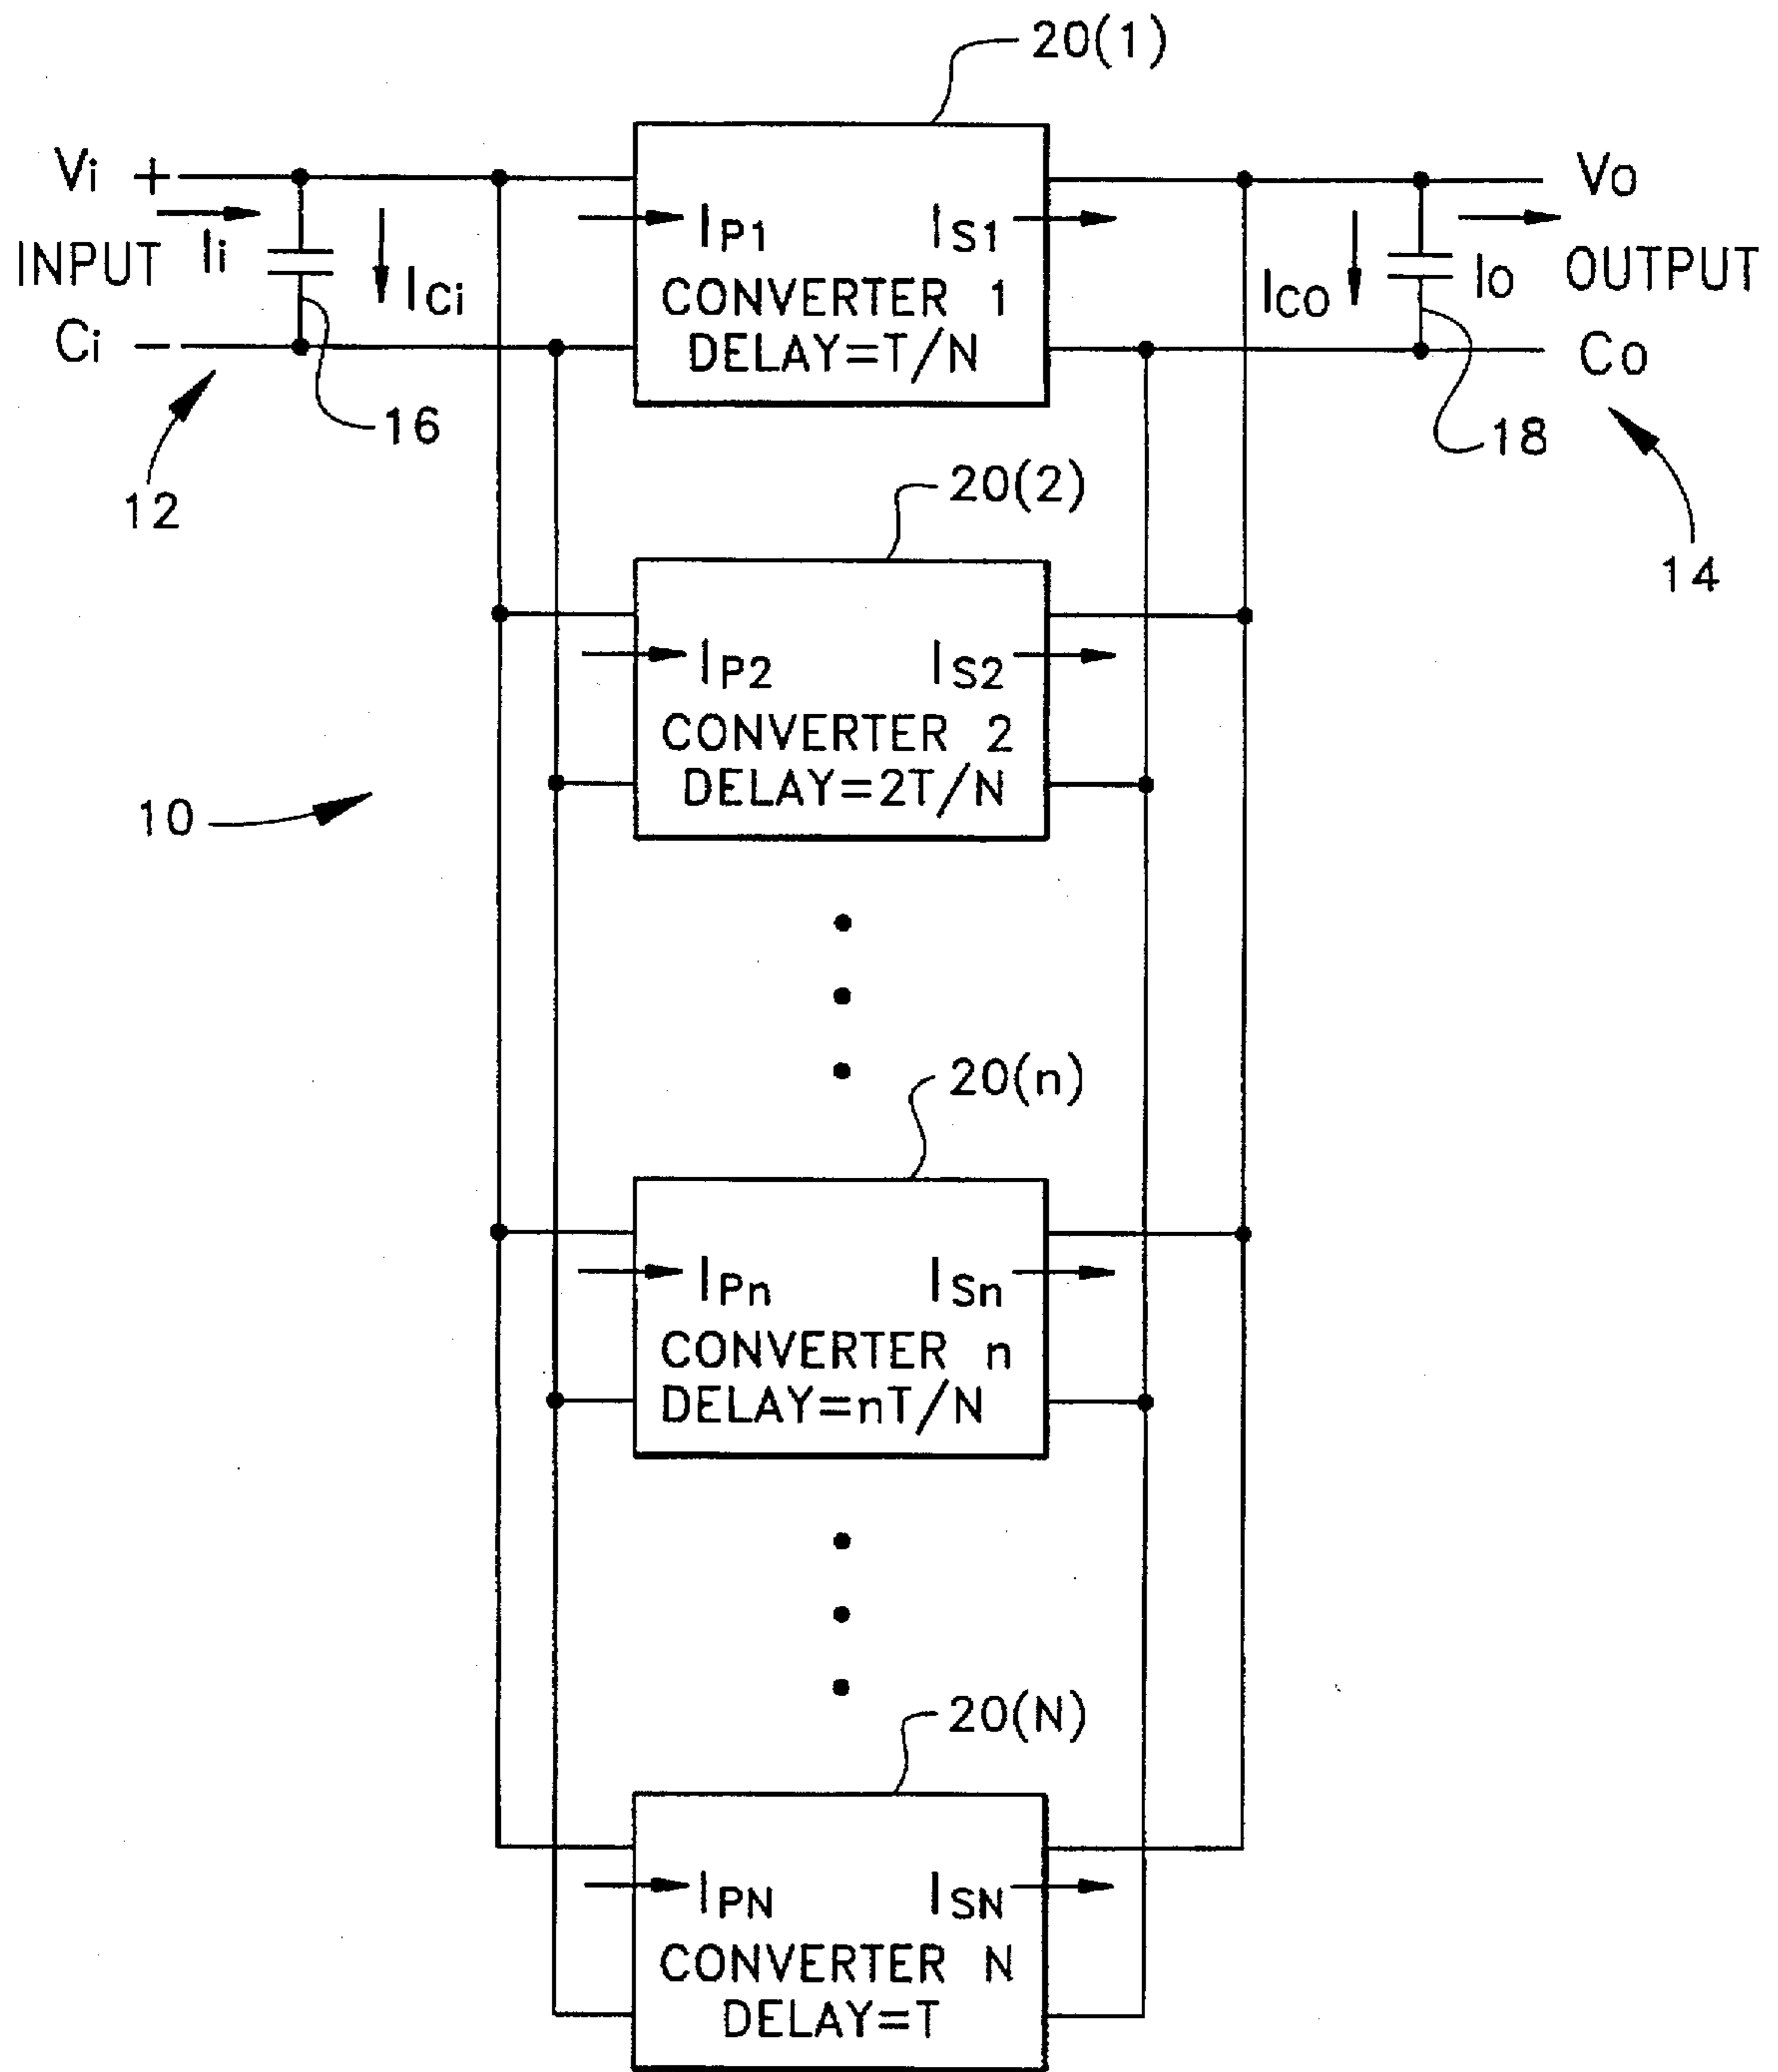 20(1)
Vi +
Ii
INPUT
Ci −
ICi
12
16
IP1 IS1
CONVERTER 1
DELAY=T/N
ICO
IO
VO
OUTPUT
CO
18
14
20(2)
IP2 IS2
CONVERTER 2
DELAY=2T/N
10
20(n)
IPn ISn
CONVERTER n
DELAY=nT/N
20(N)
IPN ISN
CONVERTER N
DELAY=T